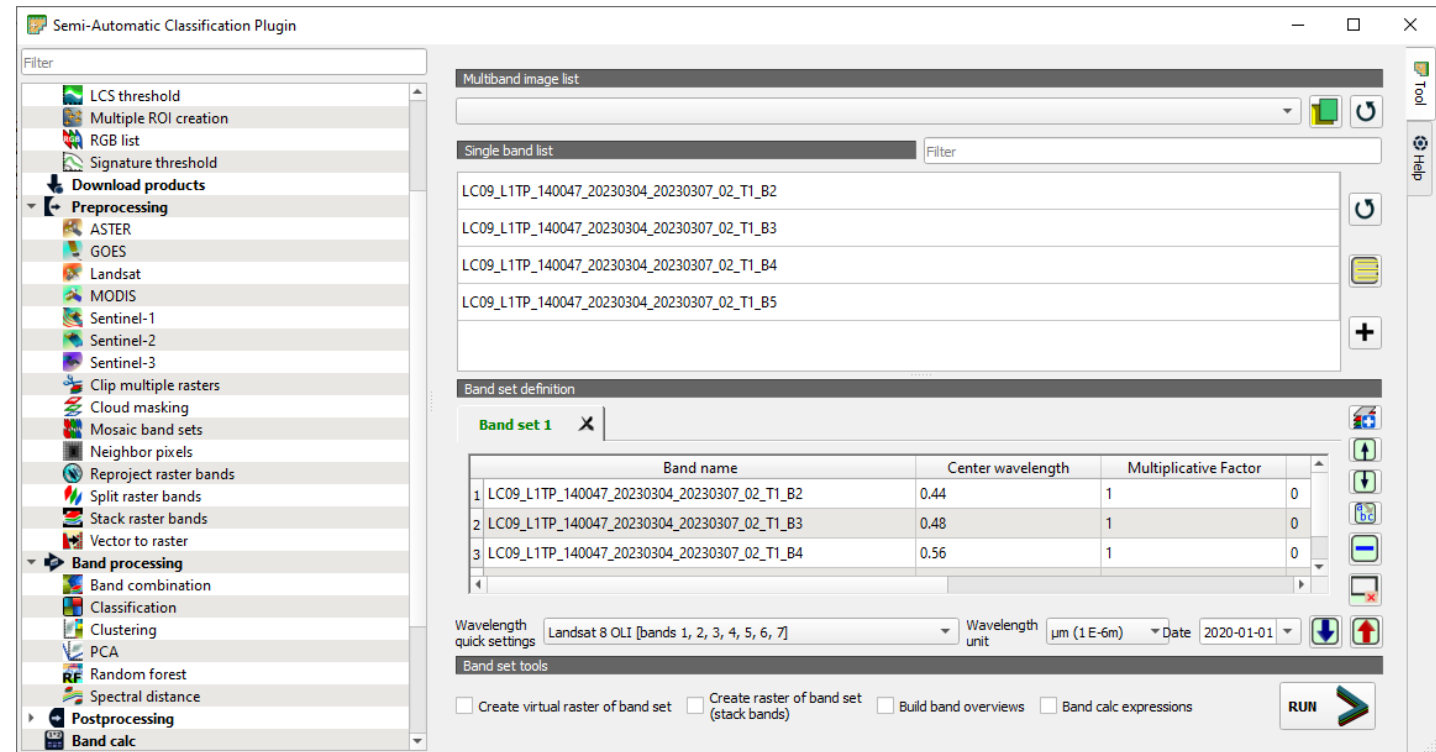 Semi-Automatic Classification Plugin
Filter
LCS threshold
Multiple ROI creation
RGB list
Signature threshold
Download products
Preprocessing
ASTER
GOES
Landsat
MODIS
Sentinel-1
Sentinel-2
Sentinel-3
Clip multiple rasters
Cloud masking
Mosaic band sets
Neighbor pixels
Reproject raster bands
Split raster bands
Stack raster bands
Vector to raster
Band processing
Band combination
Classification
Clustering
PCA
RF Random forest
Spectral distance
Postprocessing
Band calc
Multiband image list
Single band list Filter
LC09_L1TP_140047_20230304_20230307_02_T1_B2
LC09_L1TP_140047_20230304_20230307_02_T1_B3
LC09_L1TP_140047_20230304_20230307_02_T1_B4
LC09_L1TP_140047_20230304_20230307_02_T1_B5
Band set definition
Band set 1
Band name Center wavelength Multiplicative Factor
1 LC09_L1TP_140047_20230304_20230307_02_T1_B2 0.44 1 0
2 LC09_L1TP_140047_20230304_20230307_02_T1_B3 0.48 1 0
3 LC09_L1TP_140047_20230304_20230307_02_T1_B4 0.56 1 0
Wavelength
quick settings
Landsat 8 OLI [bands 1, 2, 3, 4, 5, 6, 7]
Wavelength
unit
µm (1 E-6m)
Date 2020-01-01
Band set tools
Create virtual raster of band set
Create raster of band set
(stack bands)
Build band overviews
Band calc expressions
RUN
Tool
Help